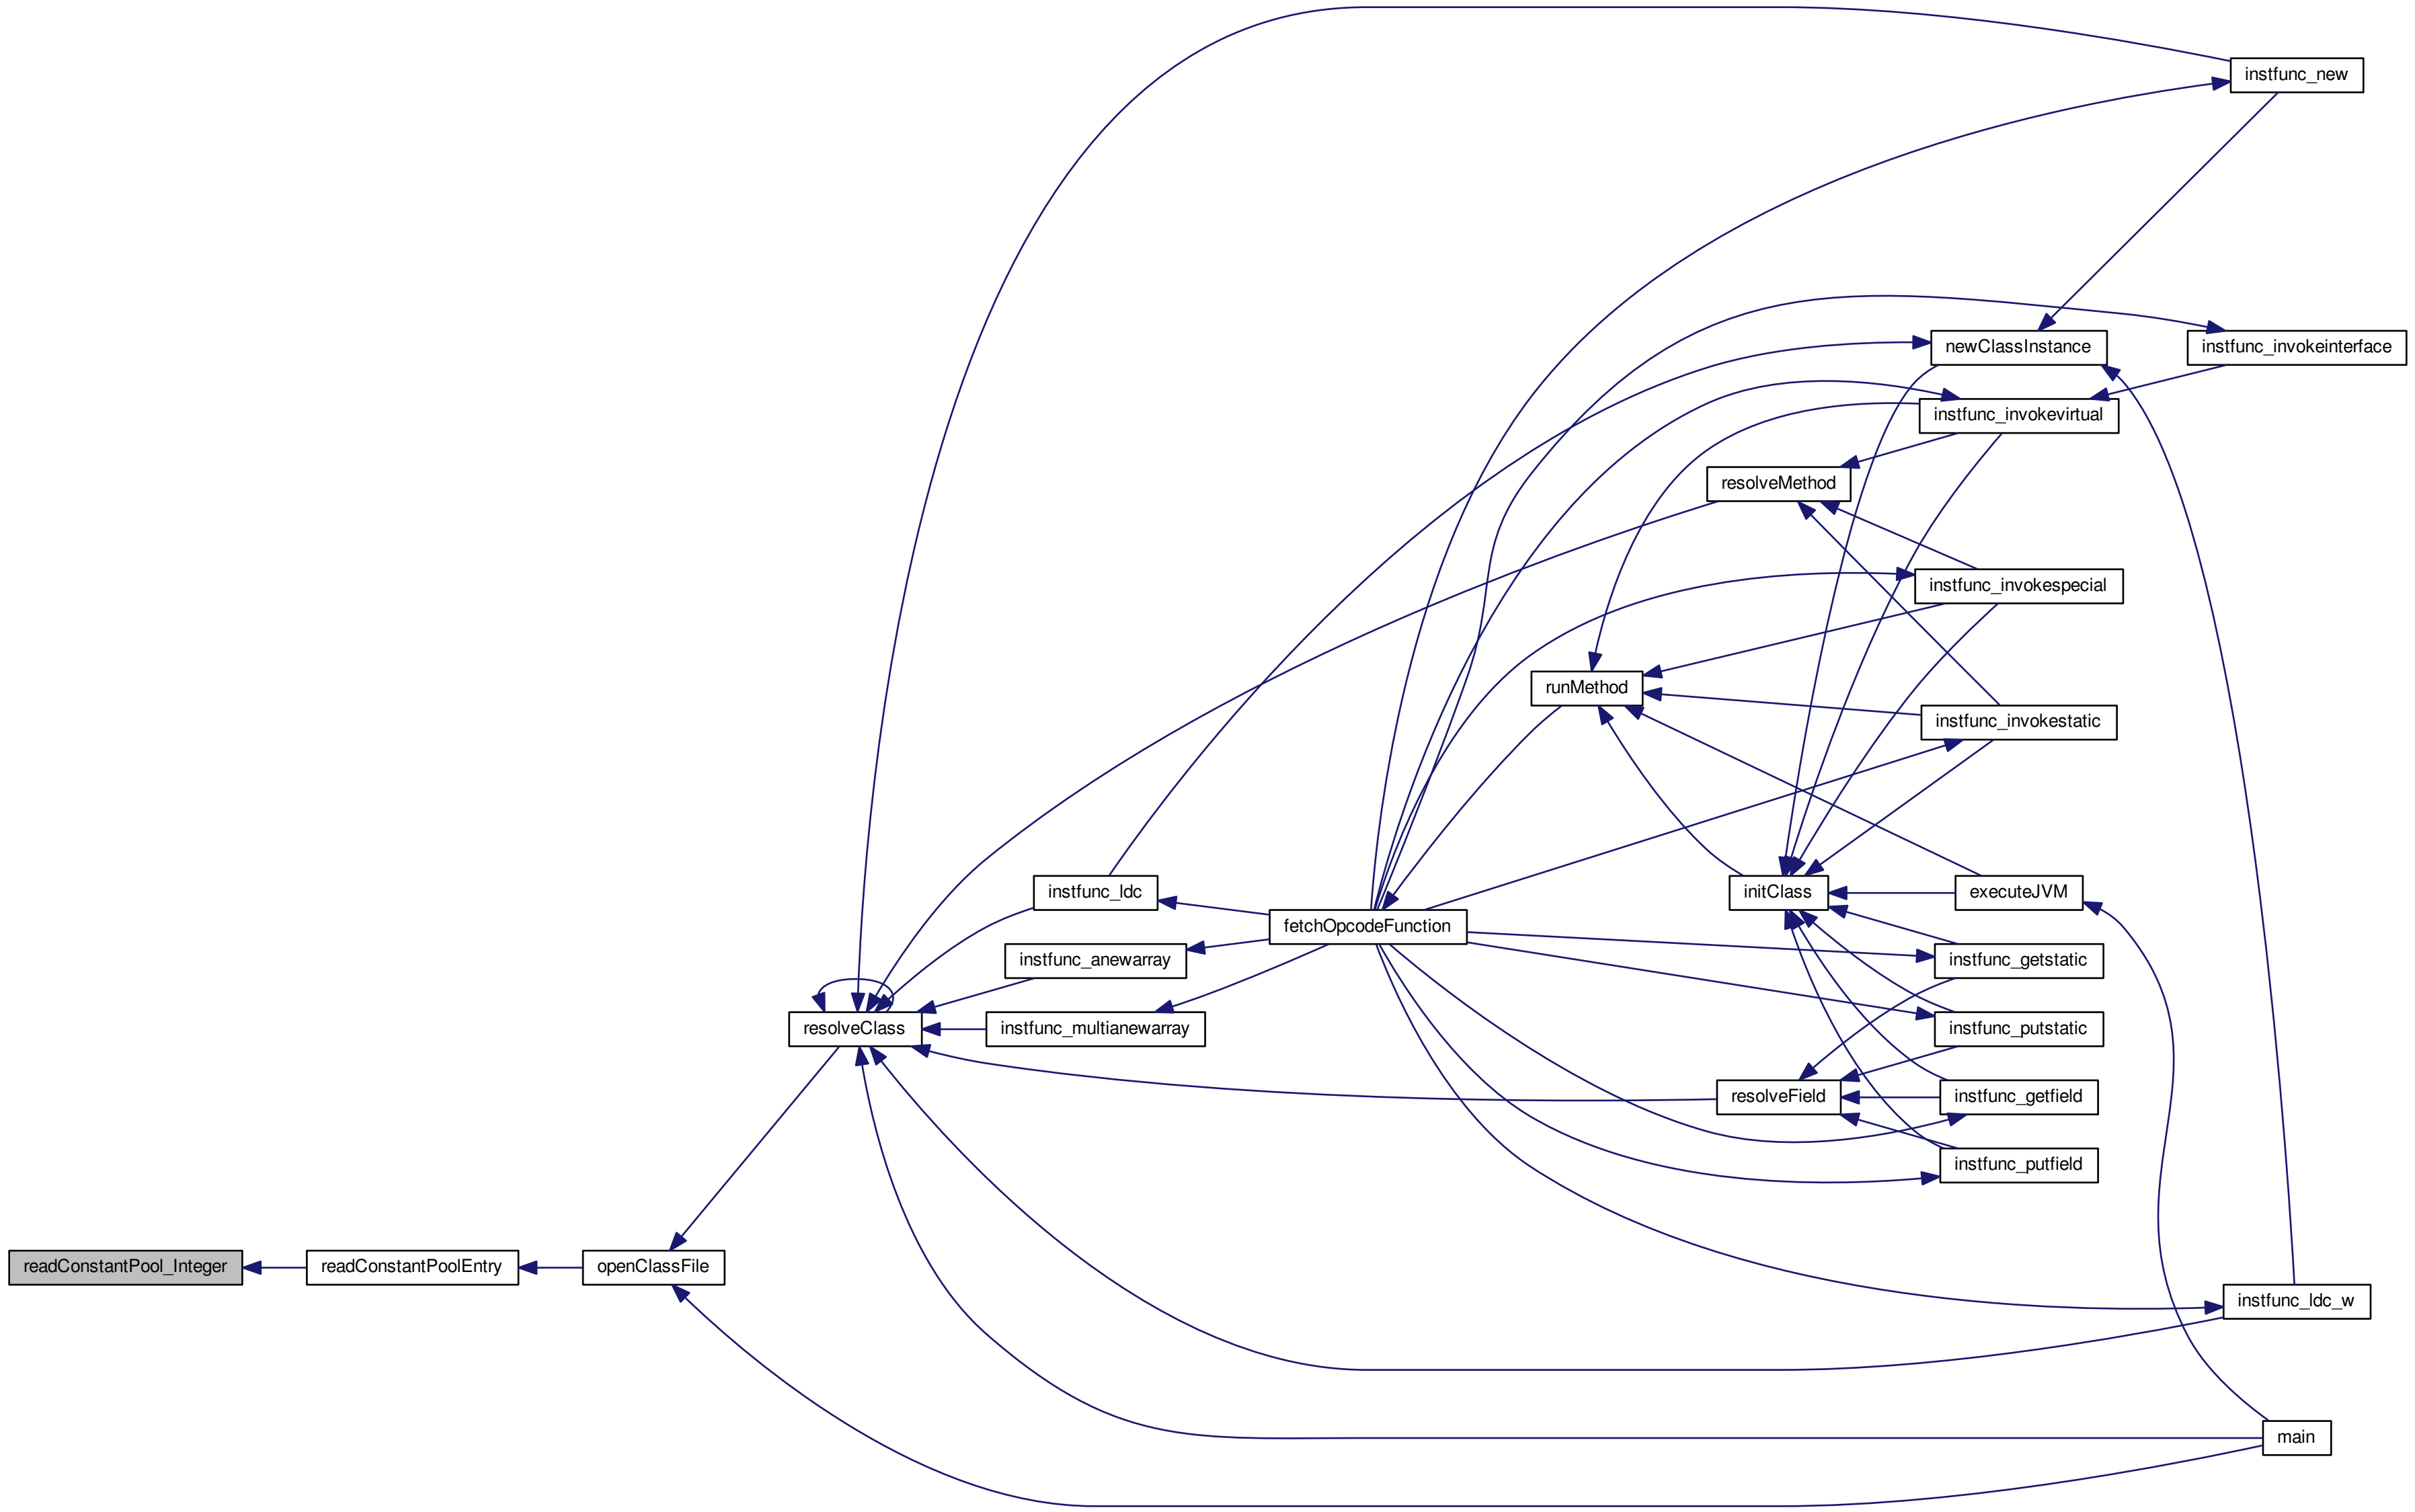 instfunc_new
newClassInstance
instfunc_invokeinterface
instfunc_invokevirtual
resolveMethod
instfunc_invokespecial
runMethod
instfunc_invokestatic
instfunc_ldc
initClass
executeJVM
fetchOpcodeFunction
instfunc_anewarray
instfunc_getstatic
resolveClass
instfunc_multianewarray
instfunc_putstatic
resolveField
instfunc_getfield
instfunc_putfield
readConstantPool_Integer
readConstantPoolEntry
openClassFile
instfunc_ldc_w
main